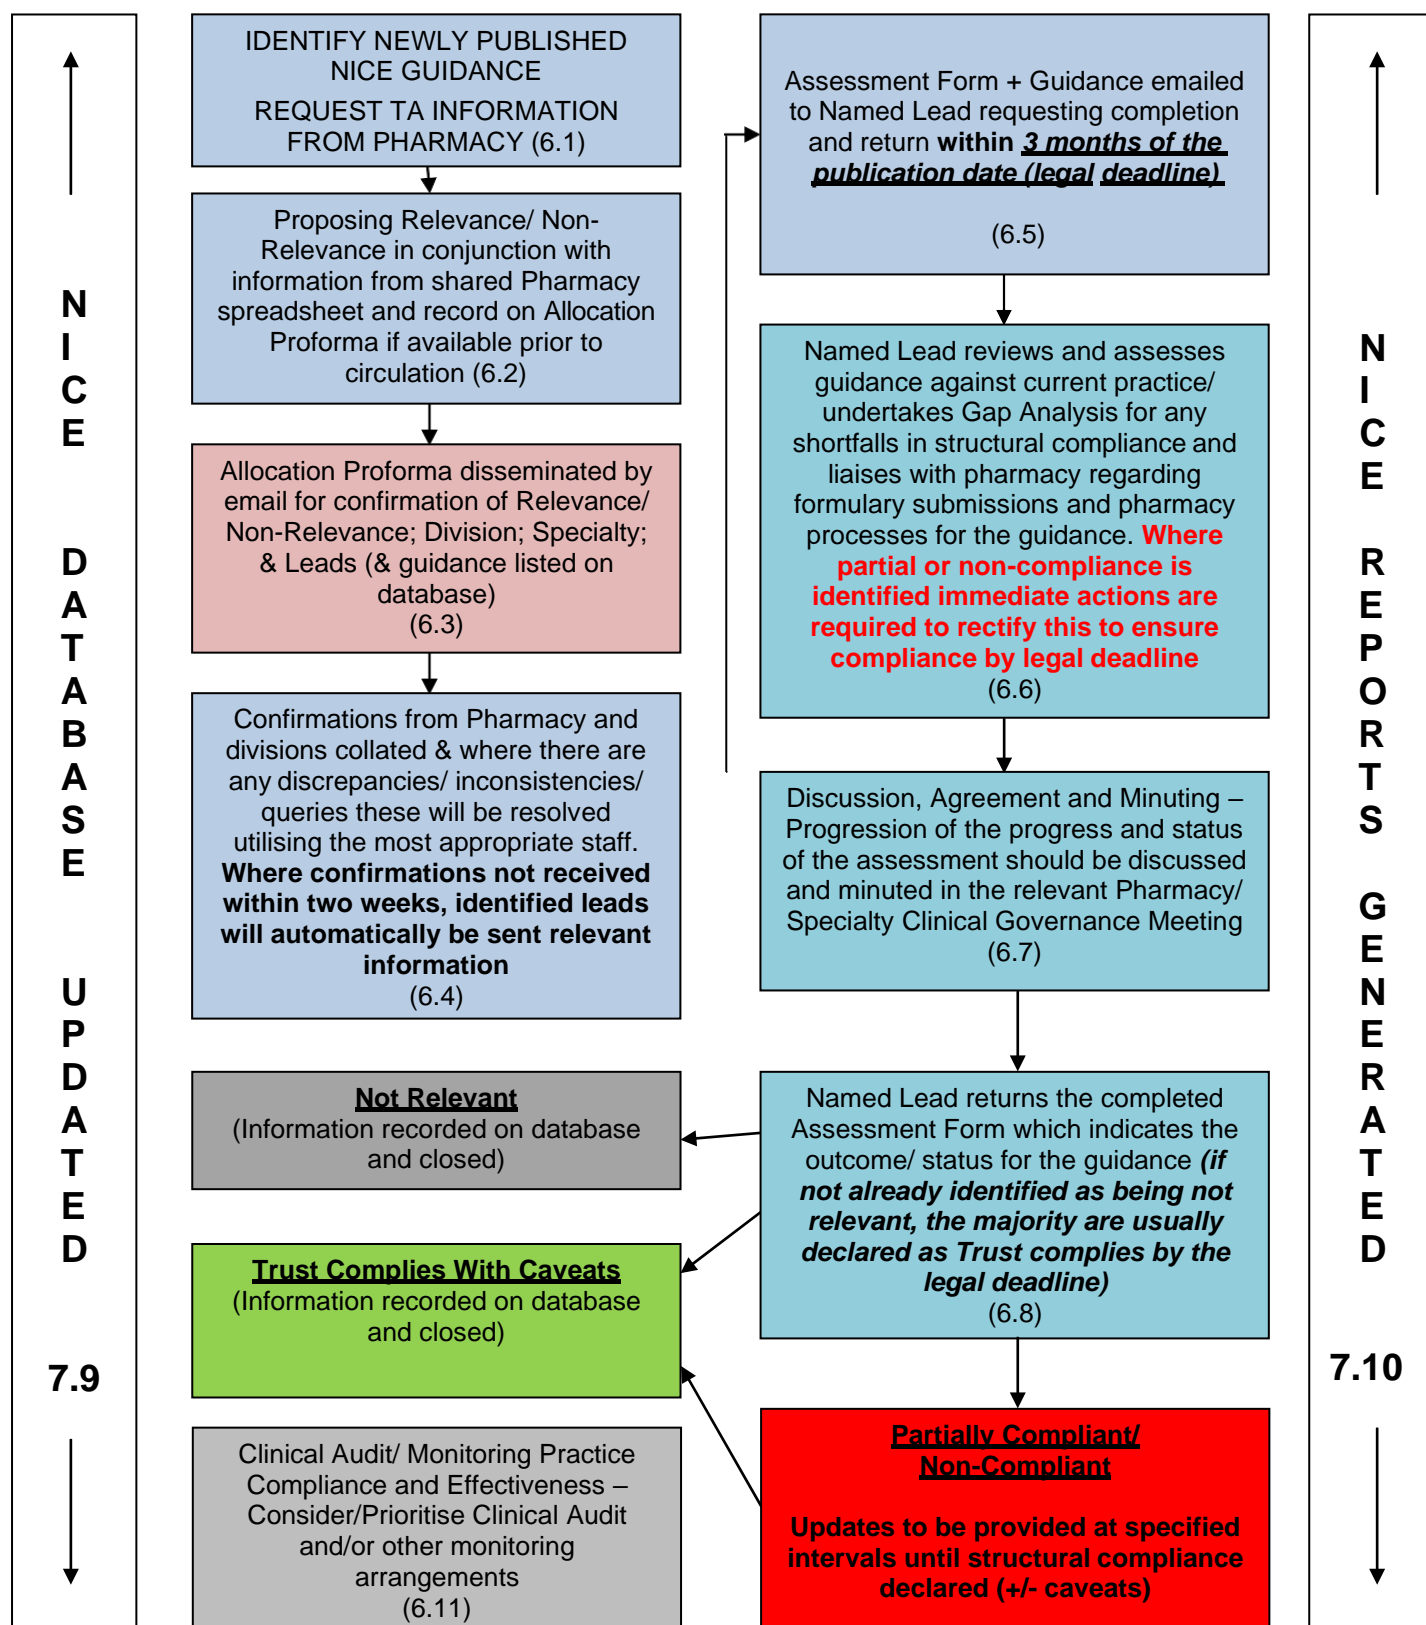 IDENTIFY NEWLY PUBLISHED
NICE GUIDANCE
REQUEST TA INFORMATION
FROM PHARMACY (6.1)
Proposing Relevance/ Non-
Relevance in conjunction with
information from shared Pharmacy
spreadsheet and record on Allocation
Proforma if available prior to
circulation (6.2)
Allocation Proforma disseminated by
email for confirmation of Relevance/
Non-Relevance; Division; Specialty;
& Leads (& guidance listed on
database)
(6.3)
Confirmations from Pharmacy and
divisions collated & where there are
any discrepancies/ inconsistencies/
queries these will be resolved
utilising the most appropriate staff.
Where confirmations not received
within two weeks, identified leads
will automatically be sent relevant
information
(6.4)
Assessment Form + Guidance emailed
to Named Lead requesting completion
and return within 3 months of the
publication date (legal deadline)
(6.5)
Named Lead reviews and assesses
guidance against current practice/
undertakes Gap Analysis for any
shortfalls in structural compliance and
liaises with pharmacy regarding
formulary submissions and pharmacy
processes for the guidance. Where
partial or non-compliance is
identified immediate actions are
required to rectify this to ensure
compliance by legal deadline
(6.6)
Discussion, Agreement and Minuting –
Progression of the progress and status
of the assessment should be discussed
and minuted in the relevant Pharmacy/
Specialty Clinical Governance Meeting
(6.7)
Named Lead returns the completed
Assessment Form which indicates the
outcome/ status for the guidance (if
not already identified as being not
relevant, the majority are usually
declared as Trust complies by the
legal deadline)
(6.8)
Not Relevant
(Information recorded on database
and closed)
Trust Complies With Caveats
(Information recorded on database
and closed)
Partially Compliant/
Non-Compliant
Updates to be provided at specified
intervals until structural compliance
declared (+/- caveats)
Clinical Audit/ Monitoring Practice
Compliance and Effectiveness –
Consider/Prioritise Clinical Audit
and/or other monitoring
arrangements
(6.11)
NICE DATABASE UPDATED
7.9
NICE REPORTS GENERATED
7.10